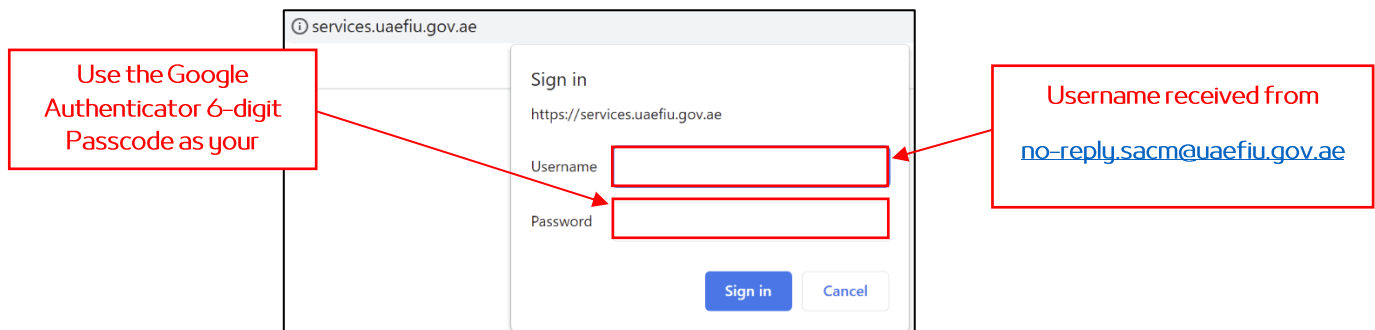 services.uaefiu.gov.ae
Use the Google
Authenticator 6-digit
Passcode as your
Sign in
https://services.uaefiu.gov.ae
Username
Password
Sign in
Cancel
Username received from
no-reply.sacm@uaefiu.gov.ae